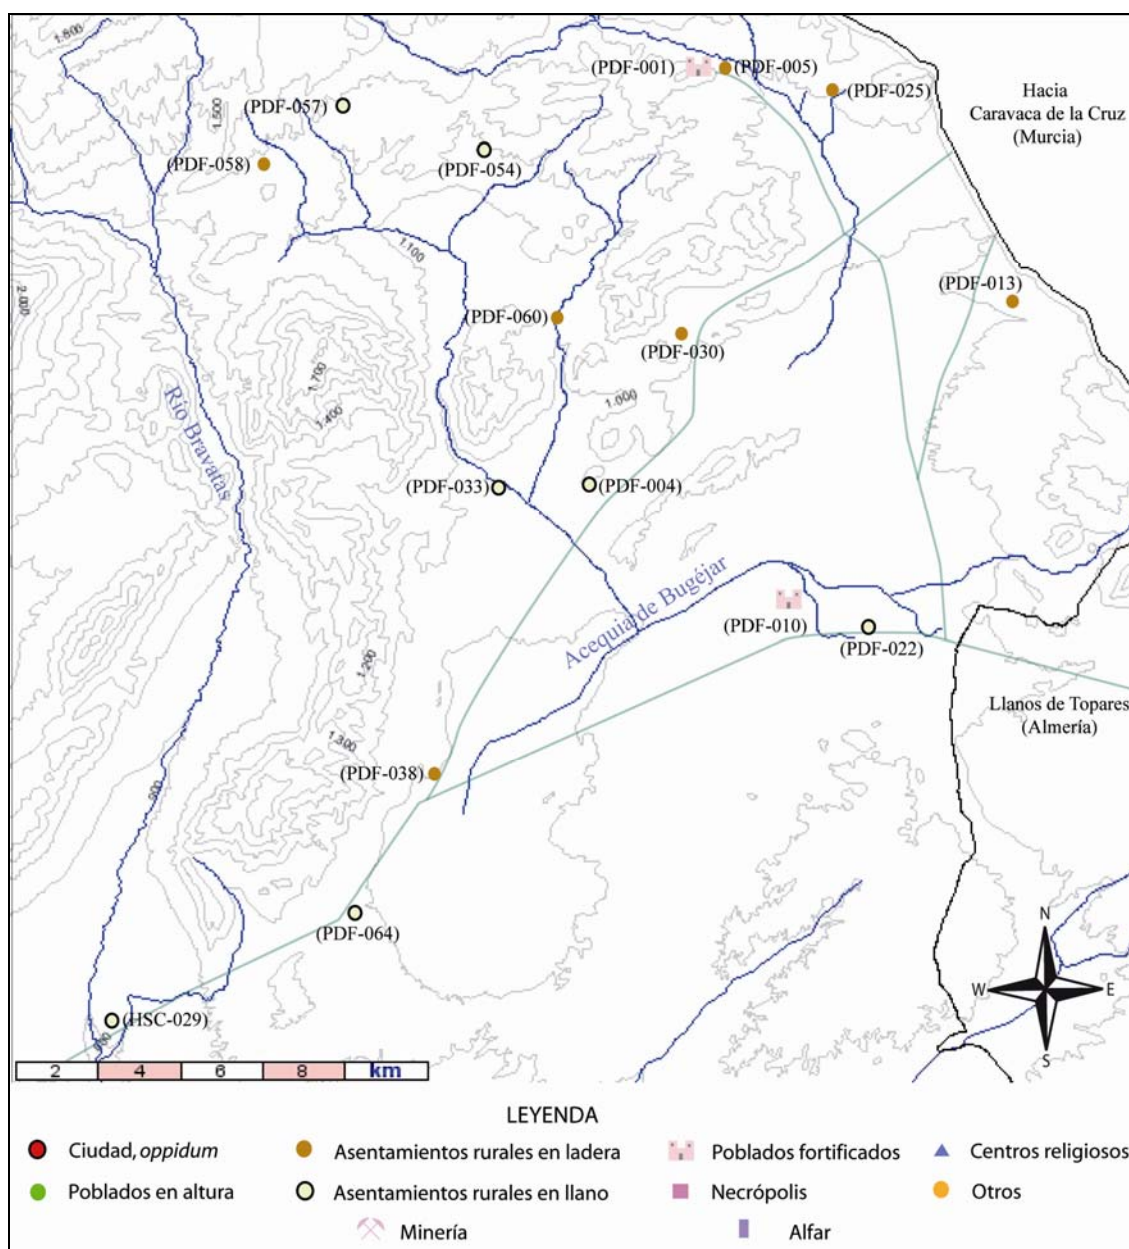 1.800
(PDF-001)
(PDF-005)
(PDF-025)
Hacia
Caravaca de la Cruz
(Murcia)
(PDF-057)
1.500
(PDF-058)
(PDF-054)
1.100
2.000
(PDF-013)
(PDF-060)
(PDF-030)
1.700
1.400
1.000
Río Bravatas
(PDF-033)
(PDF-004)
Acequia de Bugéjar
(PDF-010)
(PDF-022)
1.200
Llanos de Topares
(Almería)
1.300
(PDF-038)
900
(PDF-064)
N
W
E
S
(HSC-029)
2 4 6 8 km
LEYENDA
Ciudad, oppidum
Asentamientos rurales en ladera
Poblados fortificados
Centros religiosos
Poblados en altura
Asentamientos rurales en llano
Necrópolis
Otros
Minería
Alfar